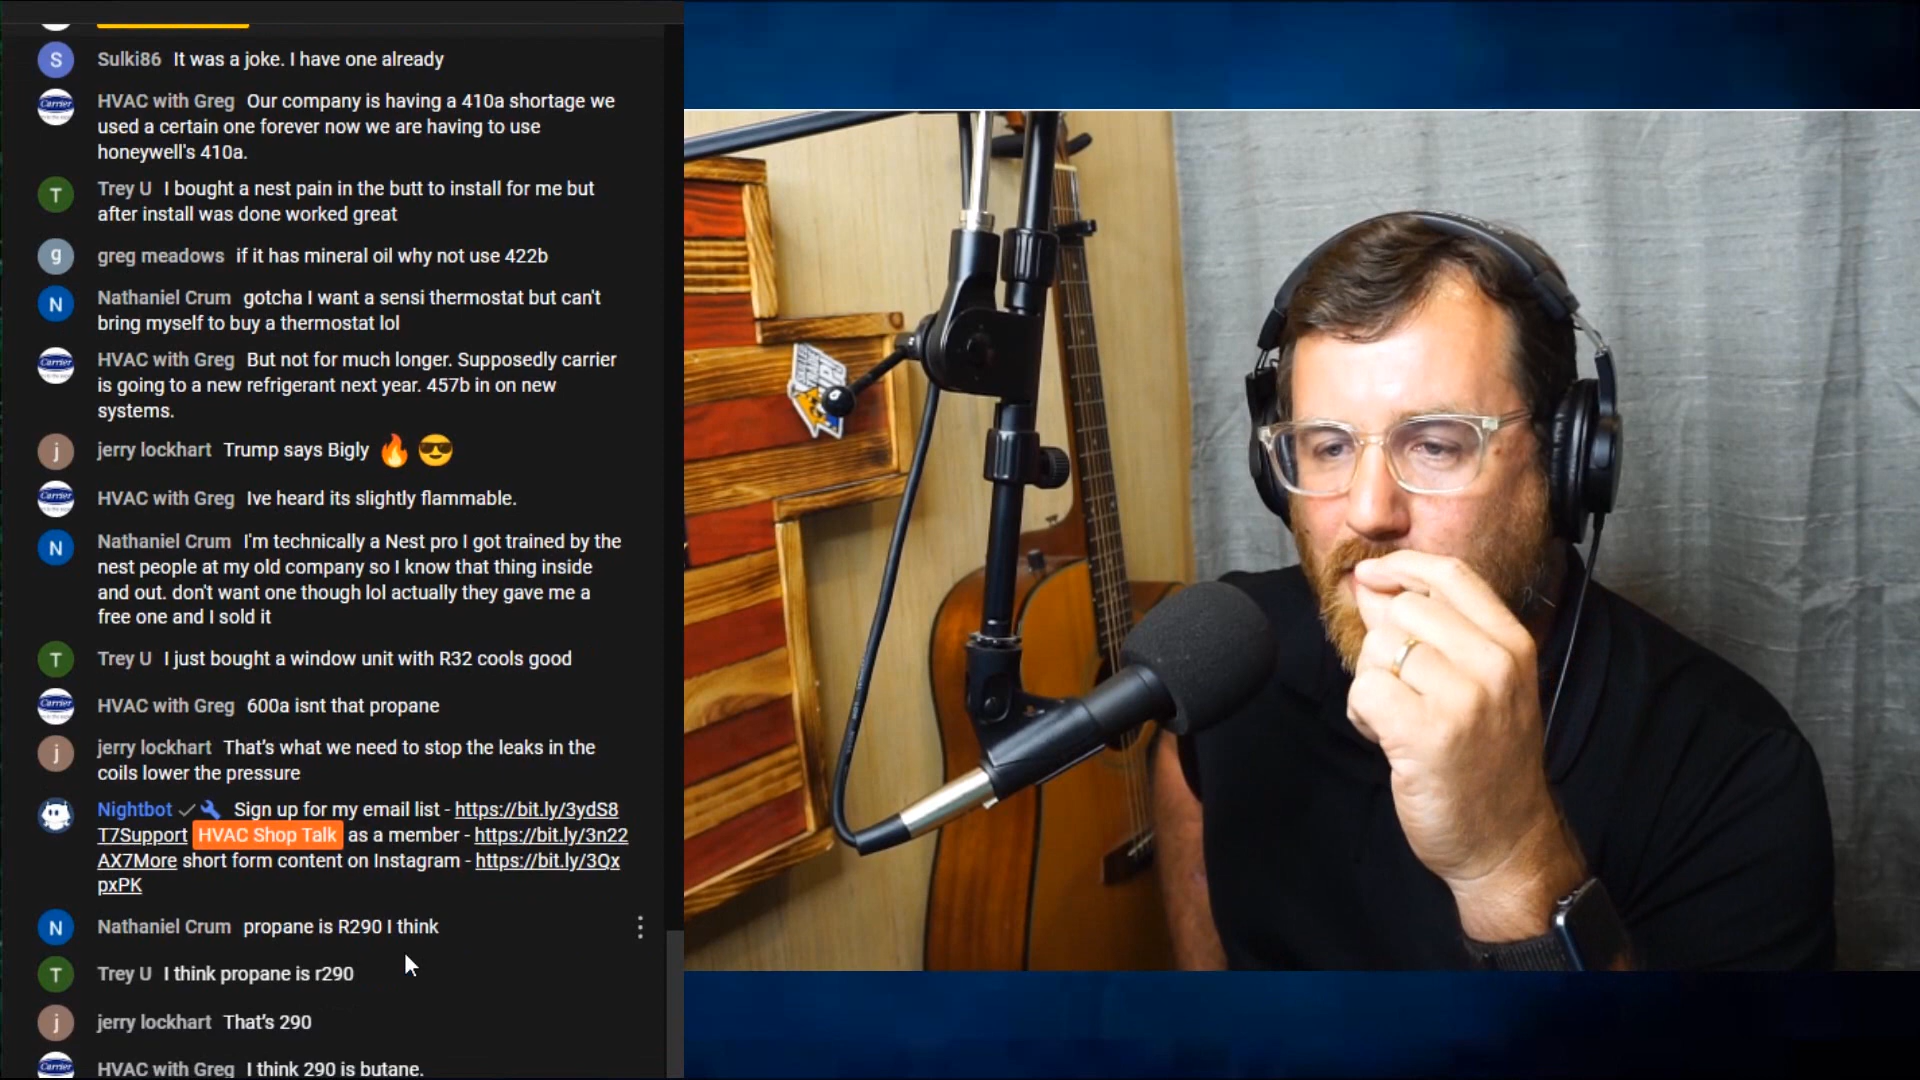 S Sulki86 It was a joke. I have one already
Carrier HVAC with Greg Our company is having a 410a shortage we
used a certain one forever now we are having to use
honeywell's 410a.
T Trey U I bought a nest pain in the butt to install for me but
after install was done worked great
g greg meadows if it has mineral oil why not use 422b
N Nathaniel Crum gotcha I want a sensi thermostat but can't
bring myself to buy a thermostat lol
Carrier HVAC with Greg But not for much longer. Supposedly carrier
is going to a new refrigerant next year. 457b in on new
systems.
j jerry lockhart Trump says Bigly 🔥 😎
Carrier HVAC with Greg Ive heard its slightly flammable.
N Nathaniel Crum I'm technically a Nest pro I got trained by the
nest people at my old company so I know that thing inside
and out. don't want one though lol actually they gave me a
free one and I sold it
T Trey U I just bought a window unit with R32 cools good
Carrier HVAC with Greg 600a isnt that propane
j jerry lockhart That's what we need to stop the leaks in the
coils lower the pressure
Nightbot Sign up for my email list - https://bit.ly/3ydS8
T7Support HVAC Shop Talk as a member - https://bit.ly/3n22
AX7More short form content on Instagram - https://bit.ly/3Qx
pxPK
N Nathaniel Crum propane is R290 I think
T Trey U I think propane is r290
j jerry lockhart That's 290
Carrier HVAC with Greg I think 290 is butane.